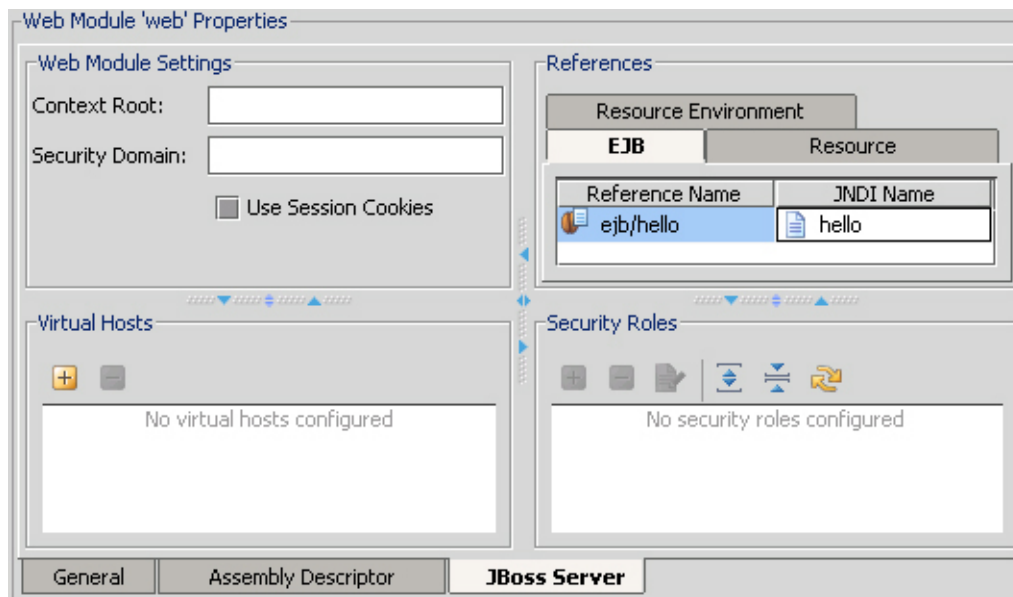 Web Module 'web' Properties
Web Module Settings
Context Root:
Security Domain:
Use Session Cookies
References
Resource Environment
EJB Resource
Reference Name JNDI Name
ejb/hello hello
Virtual Hosts
No virtual hosts configured
Security Roles
No security roles configured
General Assembly Descriptor JBoss Server